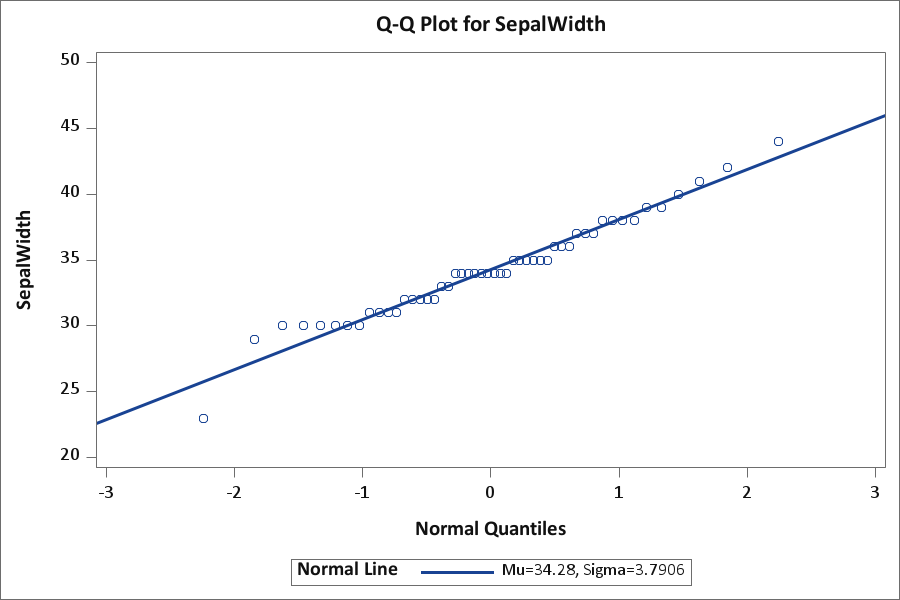 Q-Q Plot for SepalWidth
50
45
40
35
30
25
20
SepalWidth
-3 -2 -1 0 1 2 3
Normal Quantiles
Normal Line Mu=34.28, Sigma=3.7906